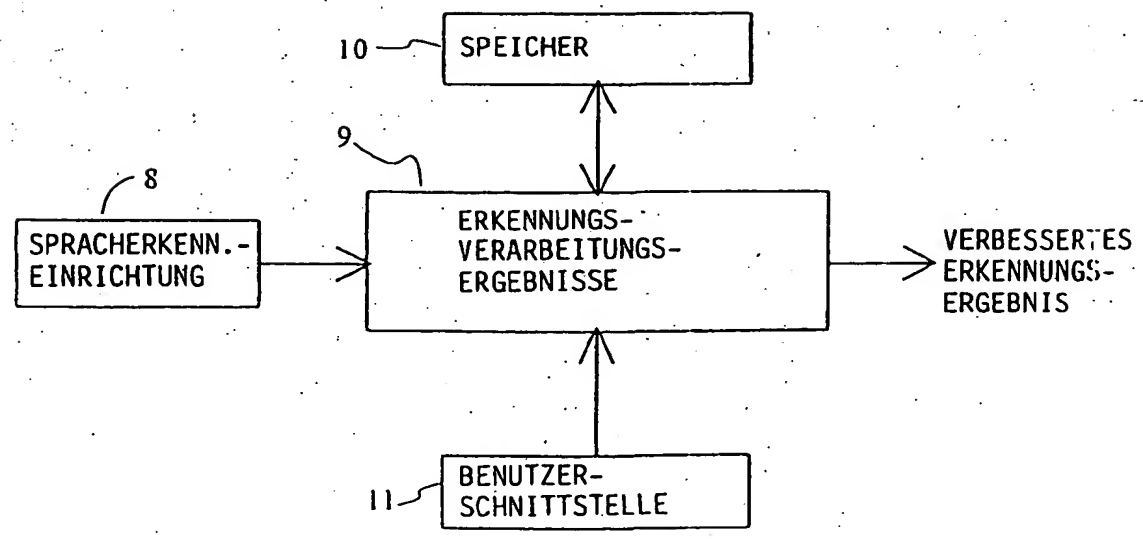 10
SPEICHER
9
8
ERKENNUNGS-
VERARBEITUNGS-
ERGEBNISSE
SPRACHERKENN.-
EINRICHTUNG
VERBESSERTES
ERKENNUNGS-
ERGEBNIS
11
BENUTZER-
SCHNITTSTELLE